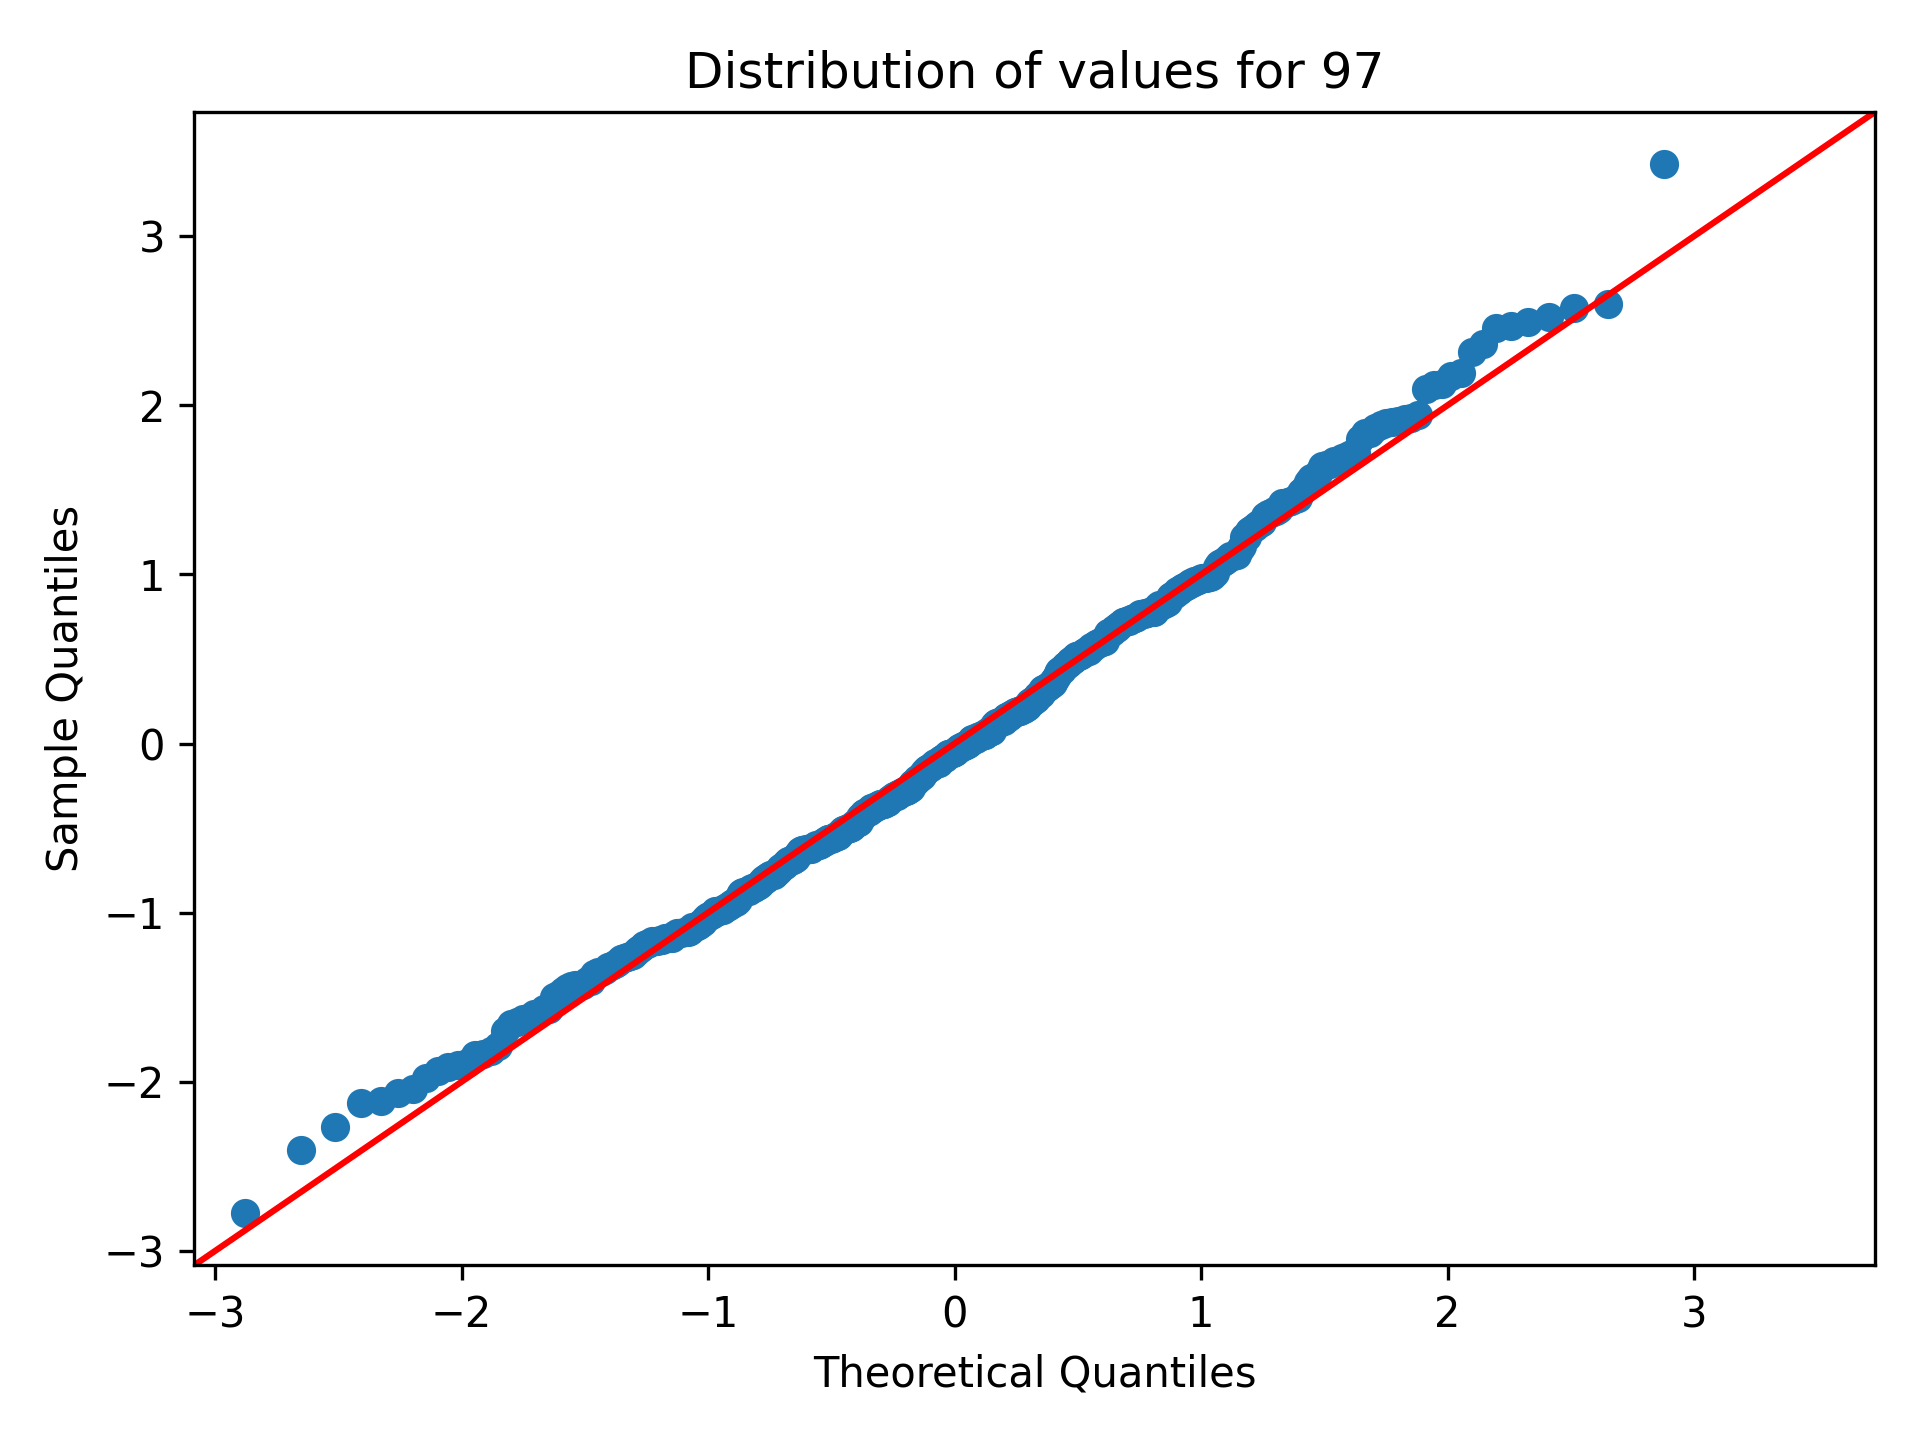 Distribution of values for 97
3
2
1
0
−1
−2
−3
Sample Quantiles
−3 −2 −1 0 1 2 3
Theoretical Quantiles